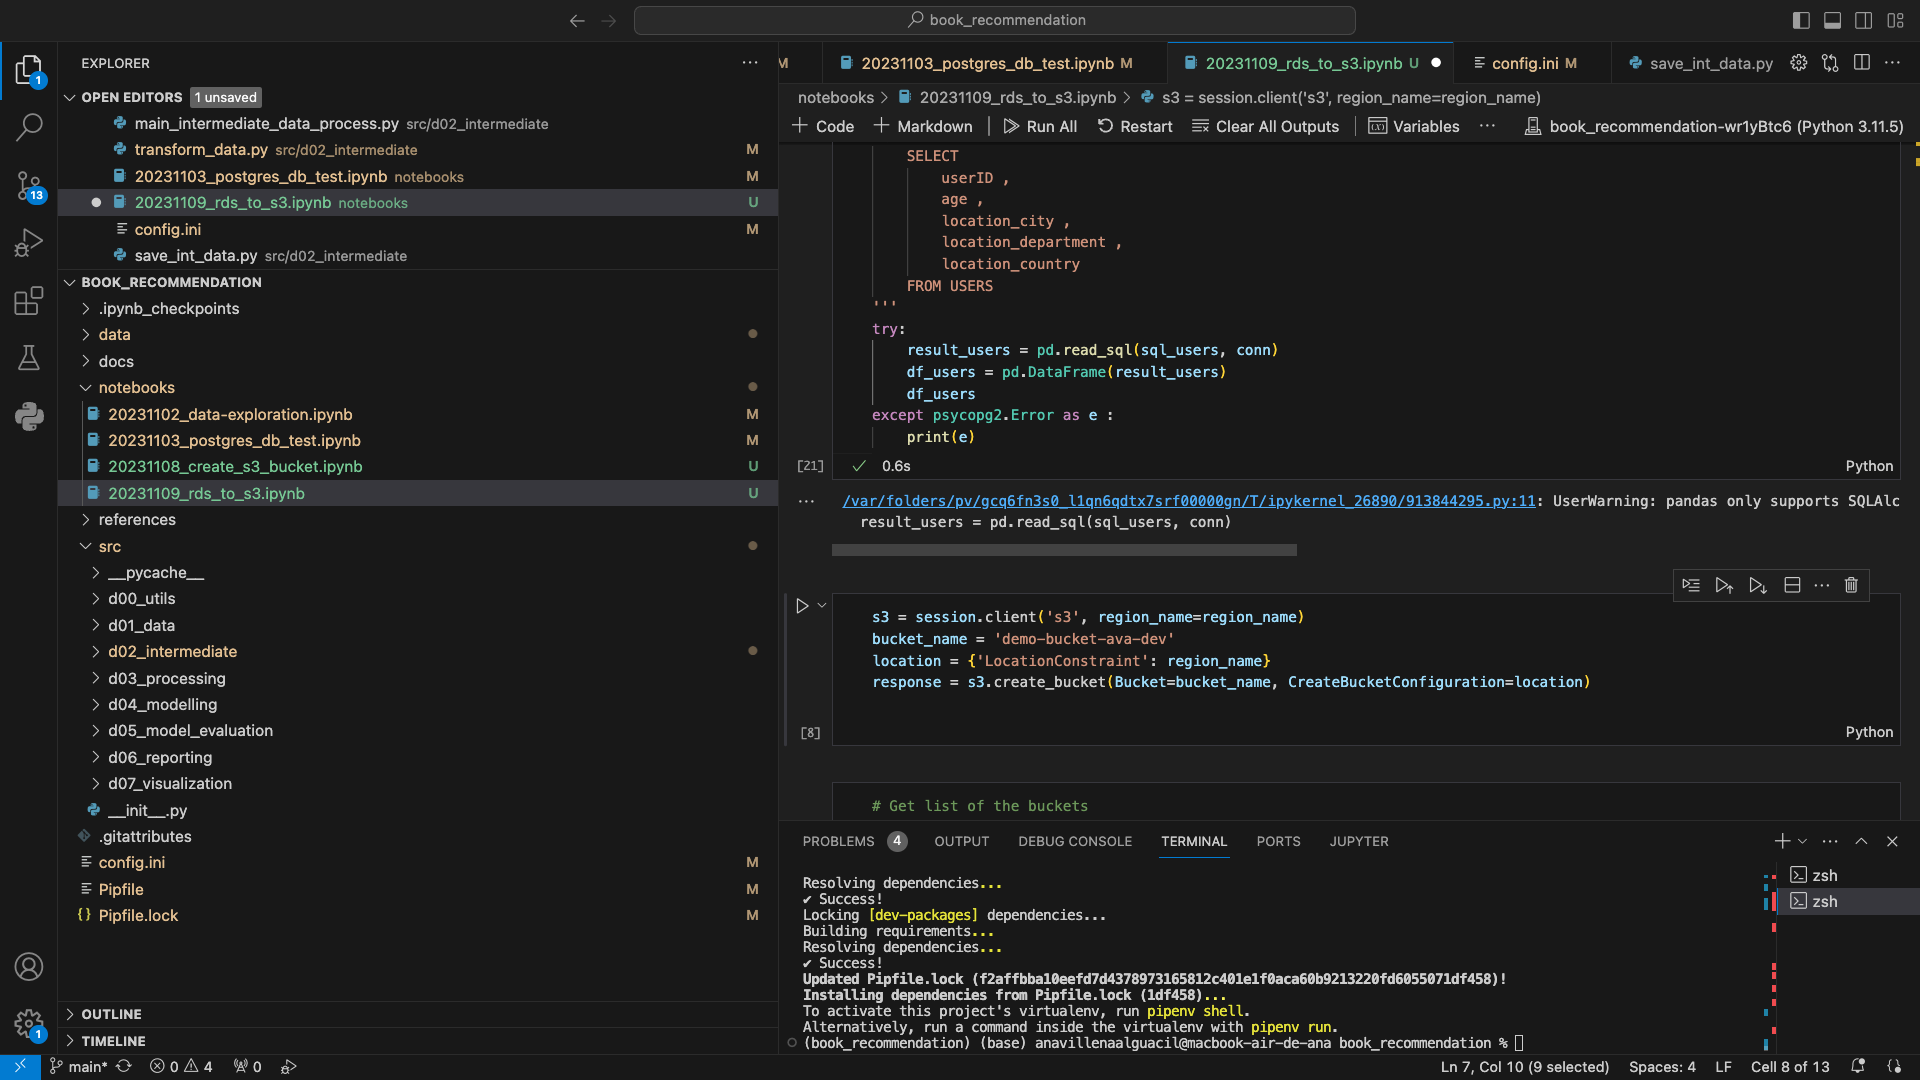 book_recommendation
EXPLORER
OPEN EDITORS 1 unsaved
main_intermediate_data_process.py src/d02_intermediate
transform_data.py src/d02_intermediate M
20231103_postgres_db_test.ipynb notebooks M
20231109_rds_to_s3.ipynb notebooks U
config.ini M
save_int_data.py src/d02_intermediate
BOOK_RECOMMENDATION
.ipynb_checkpoints
data
docs
notebooks
20231102_data-exploration.ipynb M
20231103_postgres_db_test.ipynb M
20231108_create_s3_bucket.ipynb U
20231109_rds_to_s3.ipynb U
references
src
__pycache__
d00_utils
d01_data
d02_intermediate
d03_processing
d04_modelling
d05_model_evaluation
d06_reporting
d07_visualization
__init__.py
.gitattributes
config.ini M
Pipfile M
{} Pipfile.lock M
OUTLINE
TIMELINE
1
13
1
M 20231103_postgres_db_test.ipynb M 20231109_rds_to_s3.ipynb U config.ini M save_int_data.py
notebooks > 20231109_rds_to_s3.ipynb > s3 = session.client('s3', region_name=region_name)
+ Code + Markdown Run All Restart Clear All Outputs Variables ... book_recommendation-wr1yBtc6 (Python 3.11.5)
SELECT
userID ,
age ,
location_city ,
location_department ,
location_country
FROM USERS
'''
try:
result_users = pd.read_sql(sql_users, conn)
df_users = pd.DataFrame(result_users)
df_users
except psycopg2.Error as e :
print(e)
[21] ✓ 0.6s Python
... /var/folders/pv/gcq6fn3s0_l1qn6qdtx7srf00000gn/T/ipykernel_26890/913844295.py:11: UserWarning: pandas only supports SQLAlc
result_users = pd.read_sql(sql_users, conn)
s3 = session.client('s3', region_name=region_name)
bucket_name = 'demo-bucket-ava-dev'
location = {'LocationConstraint': region_name}
response = s3.create_bucket(Bucket=bucket_name, CreateBucketConfiguration=location)
[8] Python
# Get list of the buckets
PROBLEMS 4 OUTPUT DEBUG CONSOLE TERMINAL PORTS JUPYTER
Resolving dependencies...
✔ Success!
Locking [dev-packages] dependencies...
Building requirements...
Resolving dependencies...
✔ Success!
Updated Pipfile.lock (f2affbba10eefd7d4378973165812c401e1f0aca60b9213220fd6055071df458)!
Installing dependencies from Pipfile.lock (1df458)...
To activate this project's virtualenv, run pipenv shell.
Alternatively, run a command inside the virtualenv with pipenv run.
(book_recommendation) (base) anavillenaalguacil@macbook-air-de-ana book_recommendation %
zsh
zsh
main* 0 4 0 Ln 7, Col 10 (9 selected) Spaces: 4 LF Cell 8 of 13